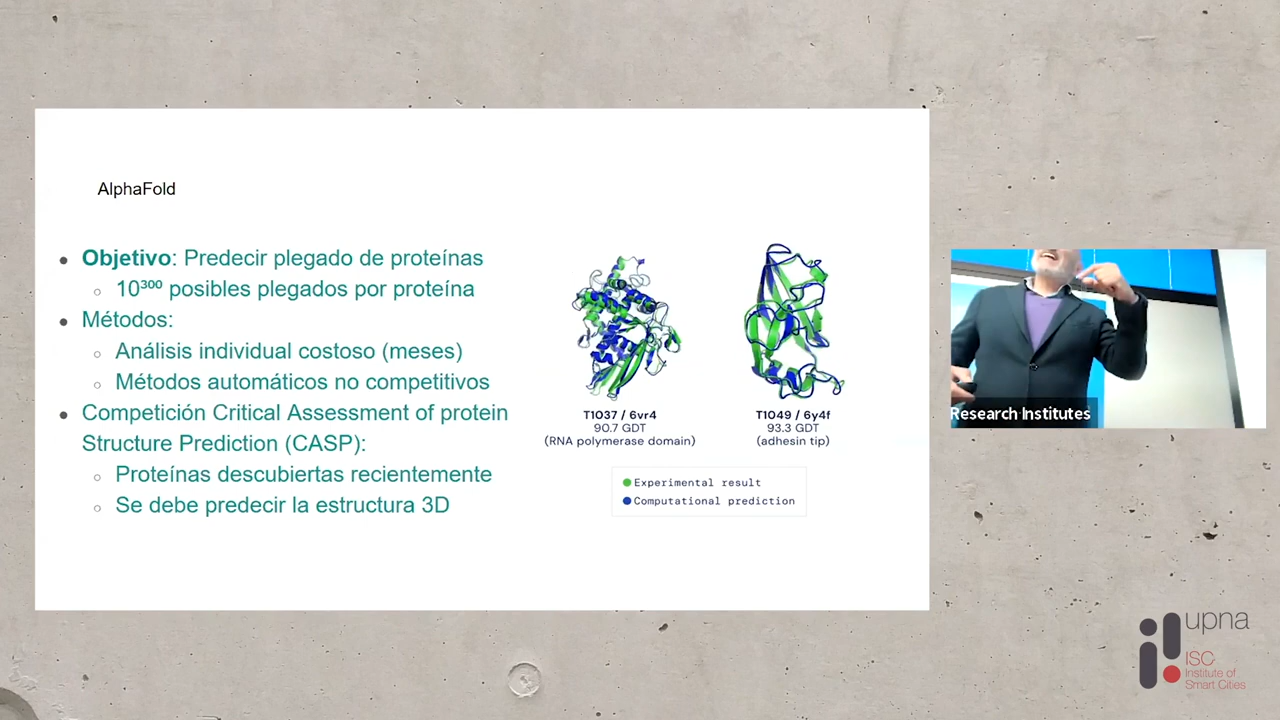 AlphaFold
● Objetivo: Predecir plegado de proteínas
○ 10³⁰⁰ posibles plegados por proteína
● Métodos:
○ Análisis individual costoso (meses)
○ Métodos automáticos no competitivos
● Competición Critical Assessment of protein
Structure Prediction (CASP):
○ Proteínas descubiertas recientemente
○ Se debe predecir la estructura 3D
T1037 / 6vr4
90.7 GDT
(RNA polymerase domain)
T1049 / 6y4f
93.3 GDT
(adhesin tip)
Experimental result
Computational prediction
Research Institutes
upna
ISC
Institute of
Smart Cities